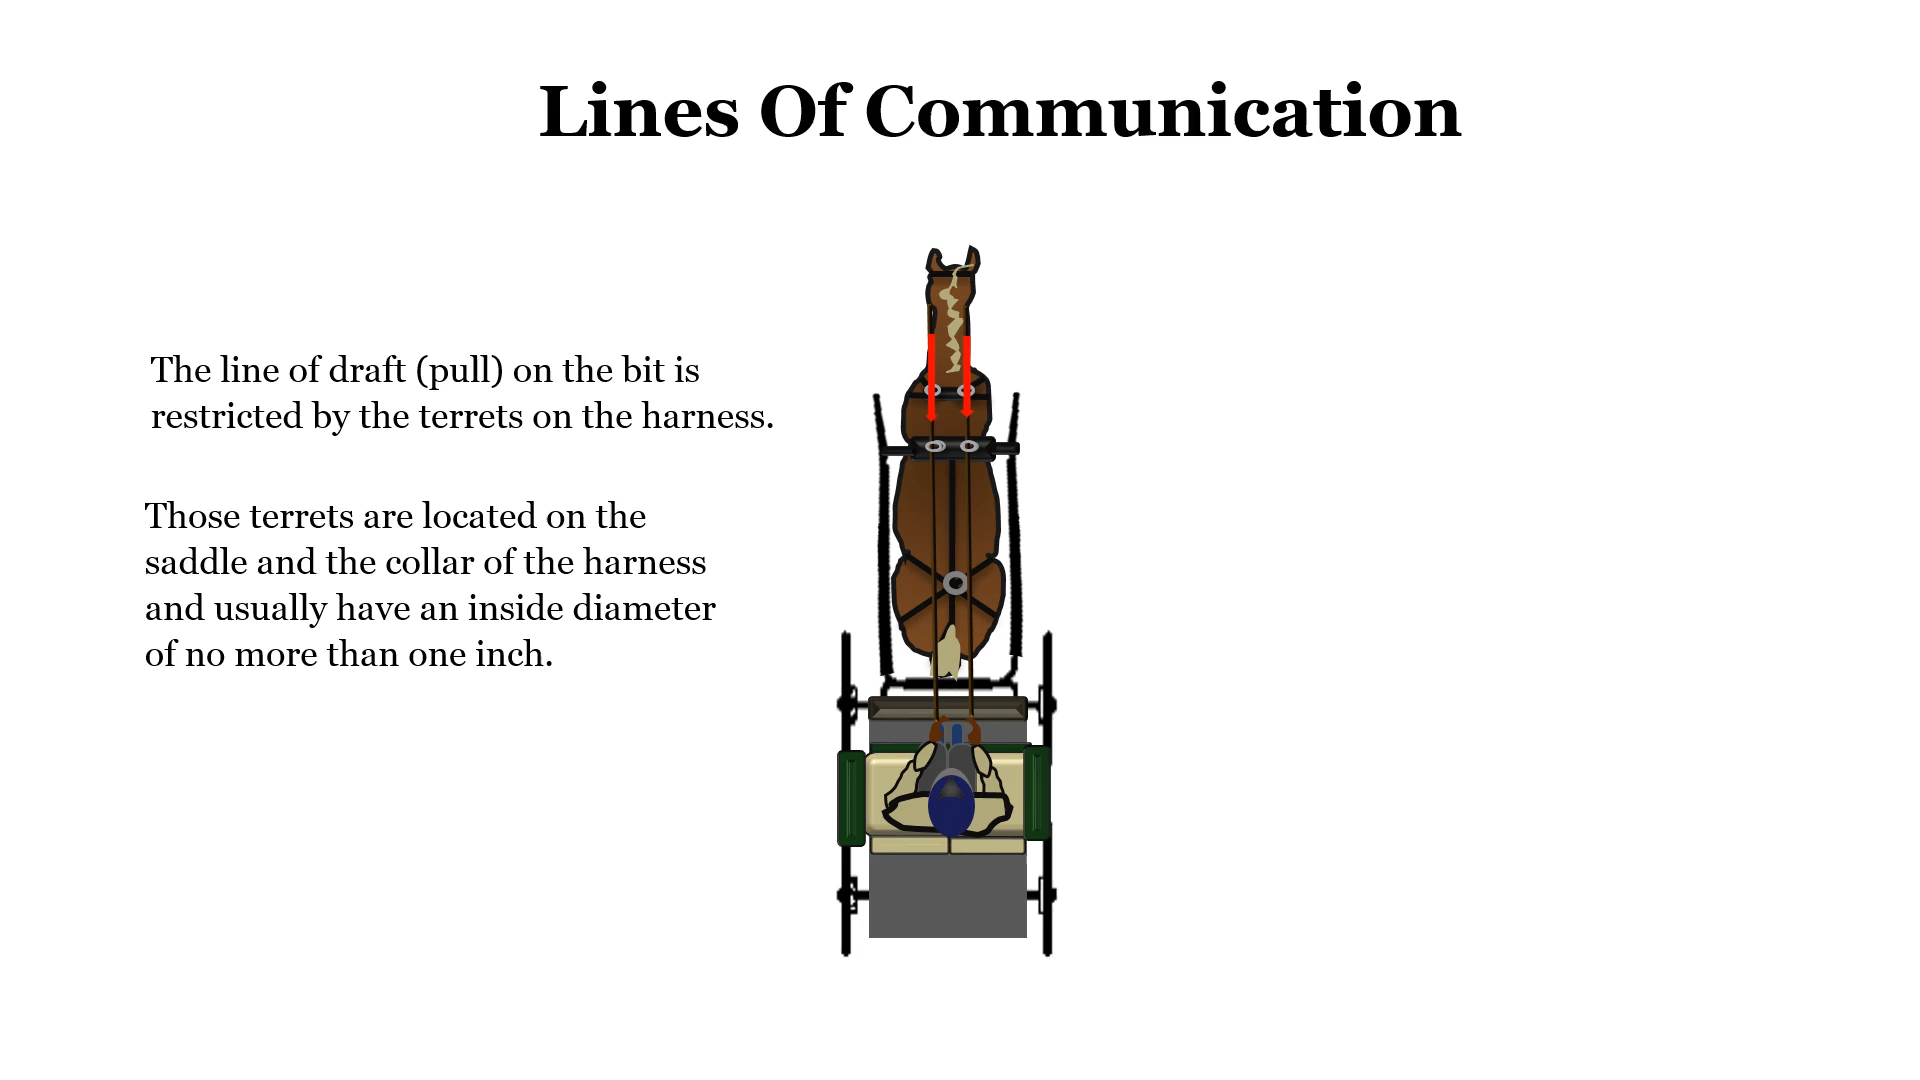 Lines Of Communication
The line of draft (pull) on the bit is
restricted by the terrets on the harness.
Those terrets are located on the
saddle and the collar of the harness
and usually have an inside diameter
of no more than one inch.